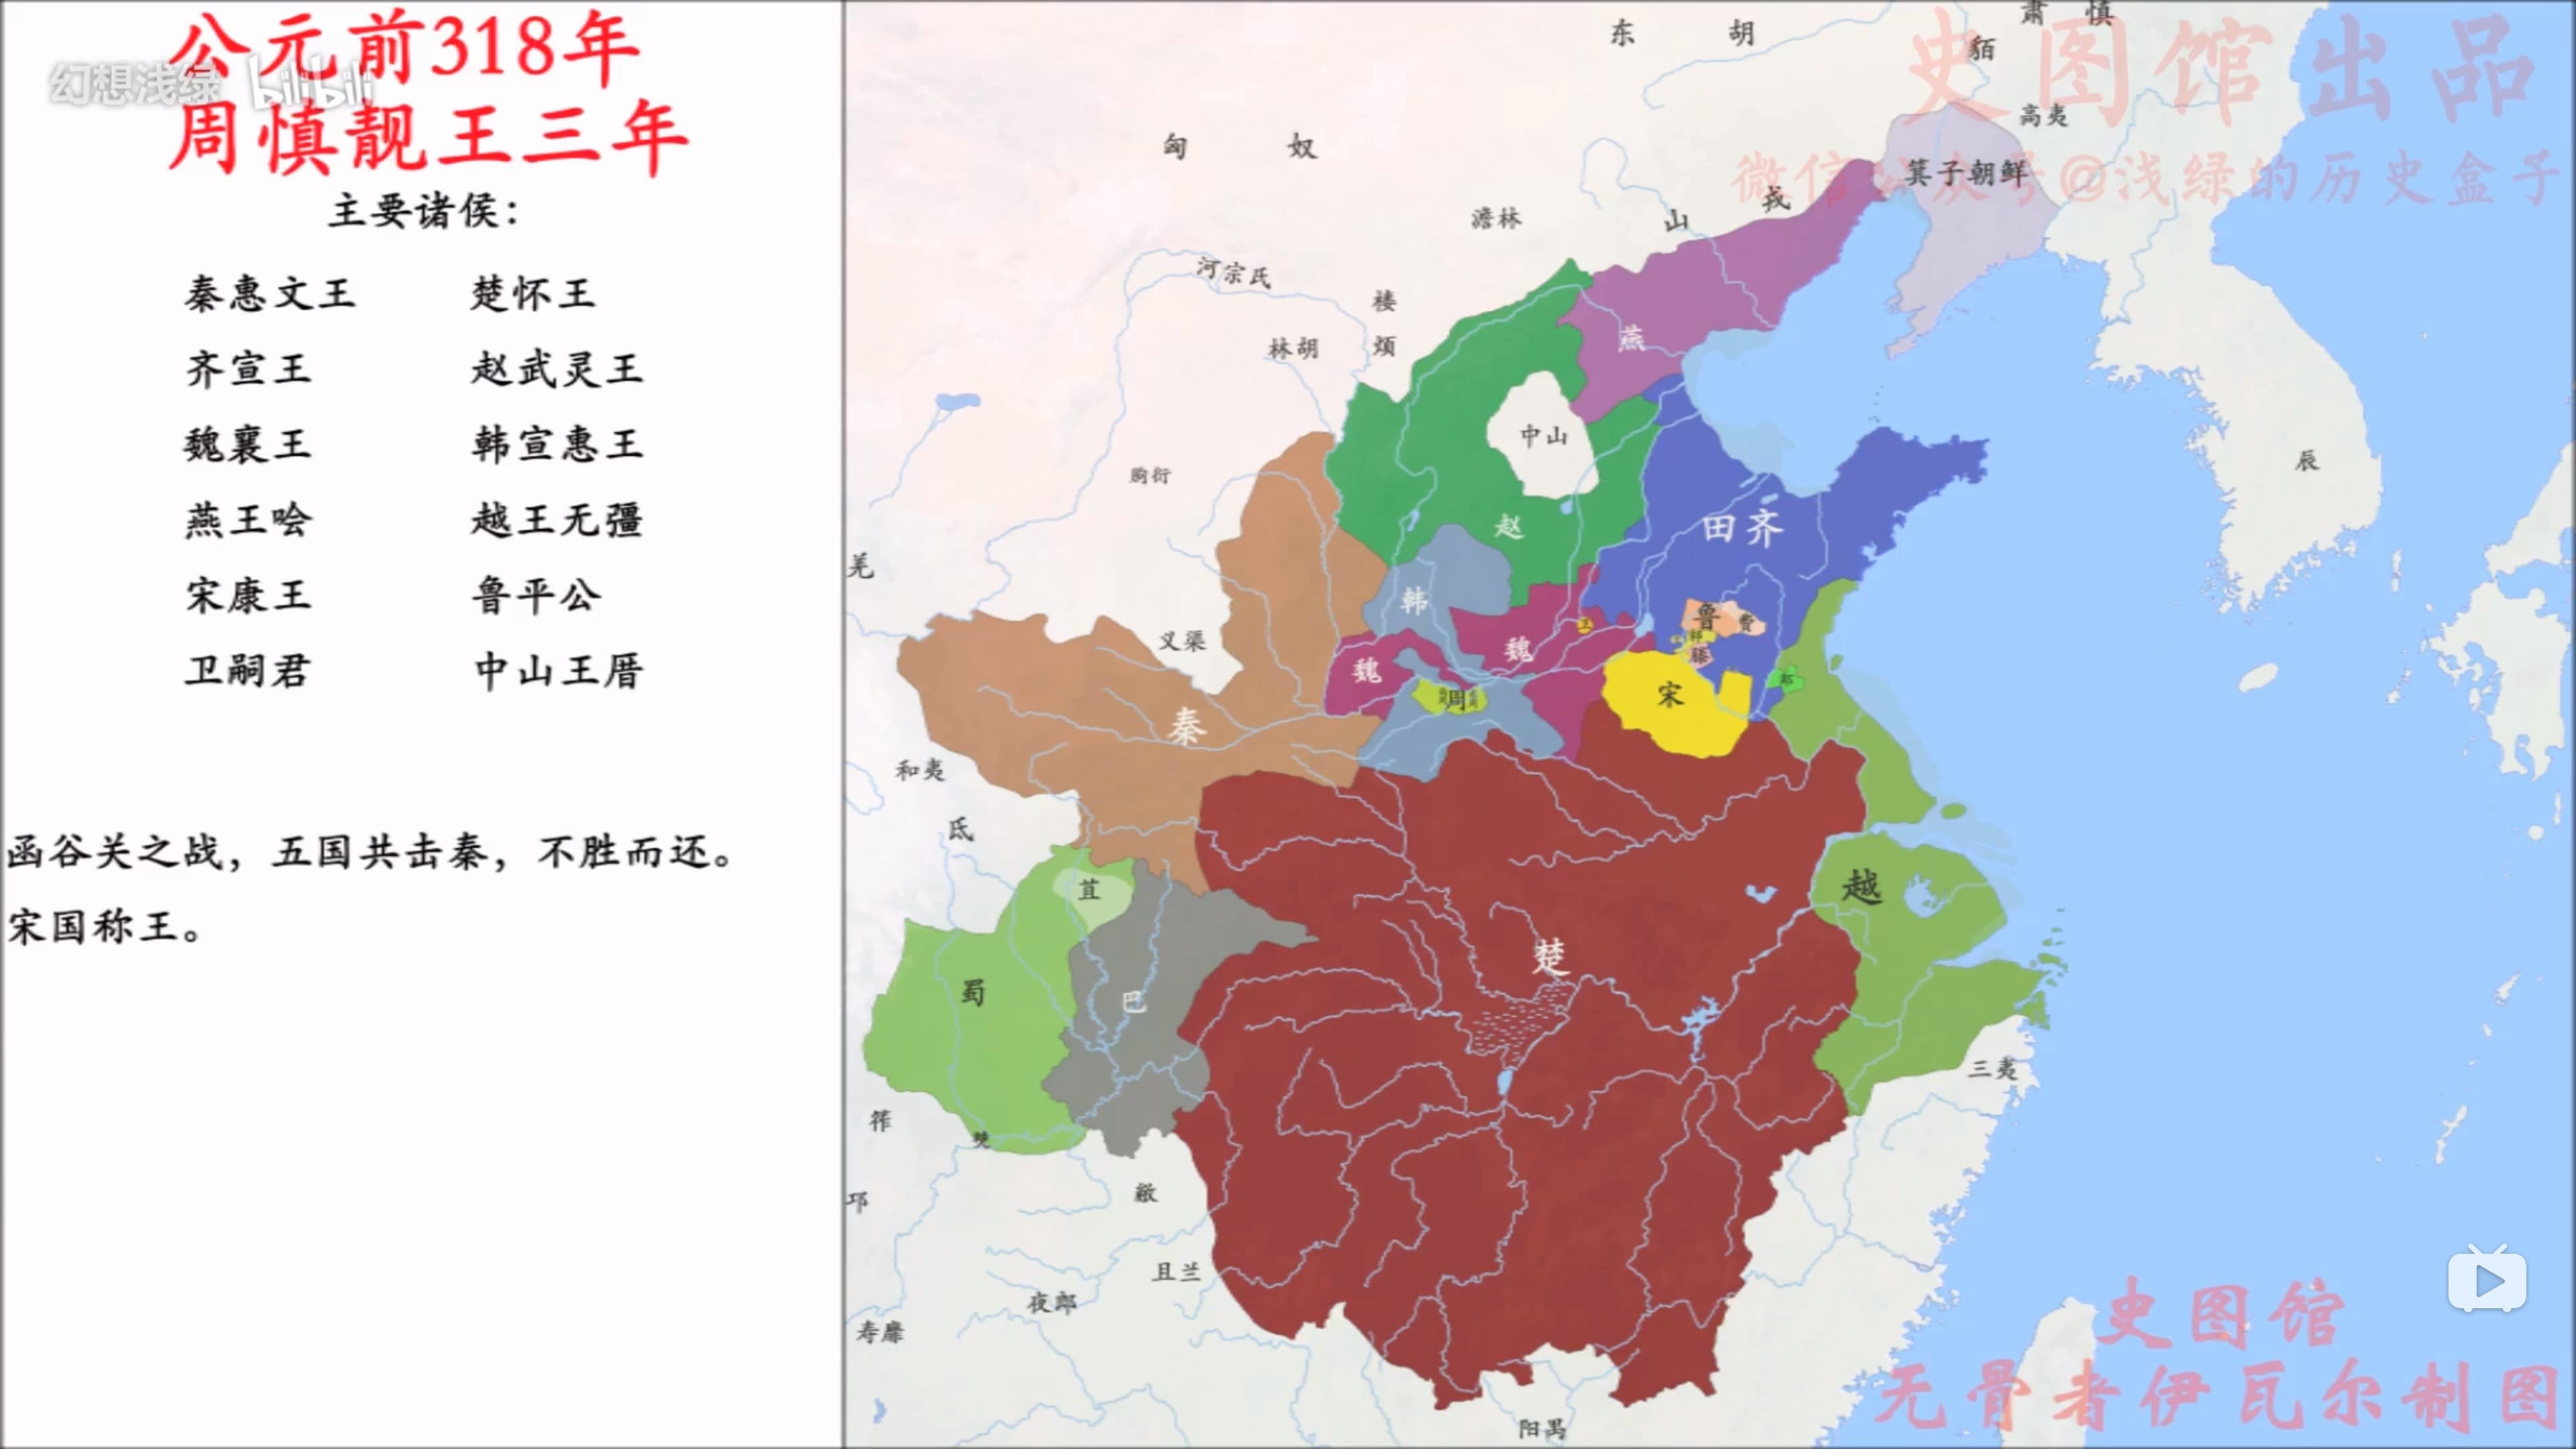 公元前318年
幻想浅绿 bilibili
周慎靓王三年
主要诸侯：
秦惠文王 楚怀王
齐宣王 赵武灵王
魏襄王 韩宣惠王
燕王哙 越王无彊
宋康王 鲁平公
卫嗣君 中山王厝
函谷关之战，五国共击秦，不胜而还。
宋国称王。
肃慎
东胡
史图馆出品
貊
高夷
匈奴
箕子朝鲜
微信公众号@浅绿的历史盒子
山戎
澹林
河宗氏
楼烦
燕
林胡
中山
辰
朐衍
赵
田齐
羌
韩
鲁
费
卫
邹
义渠
魏
魏
滕
郯
宋
周
秦
和夷
氐
苴
越
楚
蜀
巴
三夷
筰
僰
邛
鳖
且兰
夜郎
寿靡
史图馆
无骨者伊瓦尔制图
阳禺